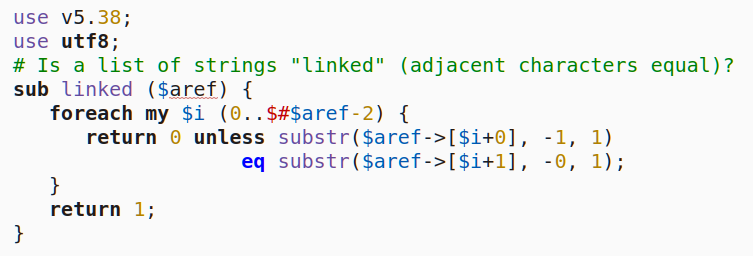 use v5.38;
use utf8;
# Is a list of strings "linked" (adjacent characters equal)?
sub linked ($aref) {
   foreach my $i (0..$#$aref-2) {
      return 0 unless substr($aref->[$i+0], -1, 1)
                   eq substr($aref->[$i+1], -0, 1);
   }
   return 1;
}